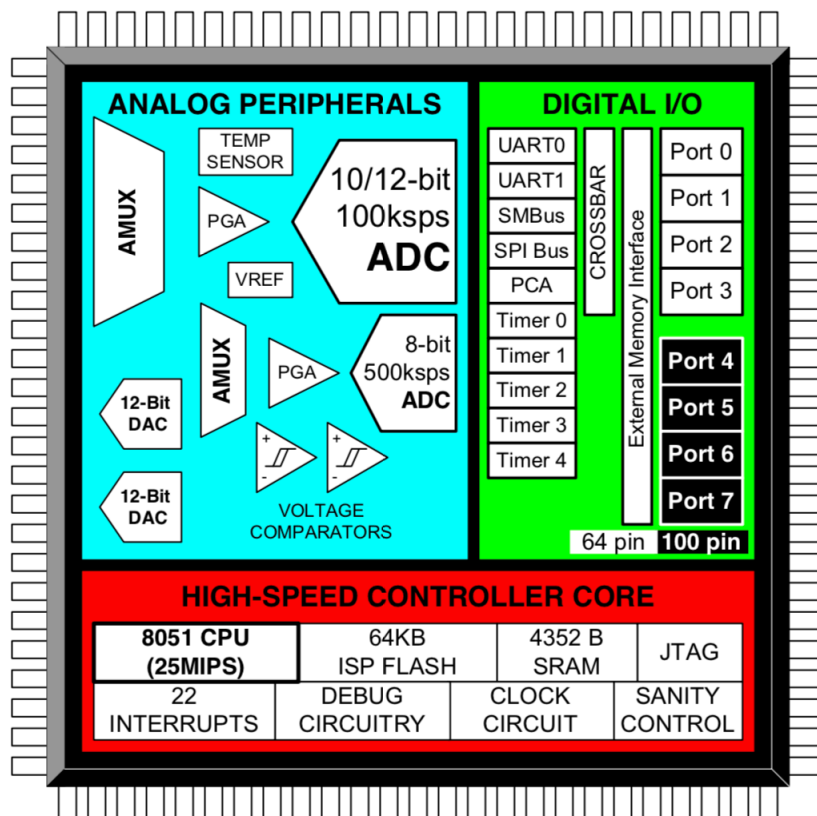 ANALOG PERIPHERALS
TEMP
SENSOR
AMUX
PGA
10/12-bit
100ksps
ADC
VREF
AMUX
PGA
8-bit
500ksps
ADC
12-Bit
DAC
12-Bit
DAC
+
-
+
-
VOLTAGE
COMPARATORS
DIGITAL I/O
UART0
UART1
SMBus
SPI Bus
PCA
Timer 0
Timer 1
Timer 2
Timer 3
Timer 4
CROSSBAR
External Memory Interface
Port 0
Port 1
Port 2
Port 3
Port 4
Port 5
Port 6
Port 7
64 pin 100 pin
HIGH-SPEED CONTROLLER CORE
8051 CPU
(25MIPS)
64KB
ISP FLASH
4352 B
SRAM
JTAG
22
INTERRUPTS
DEBUG
CIRCUITRY
CLOCK
CIRCUIT
SANITY
CONTROL